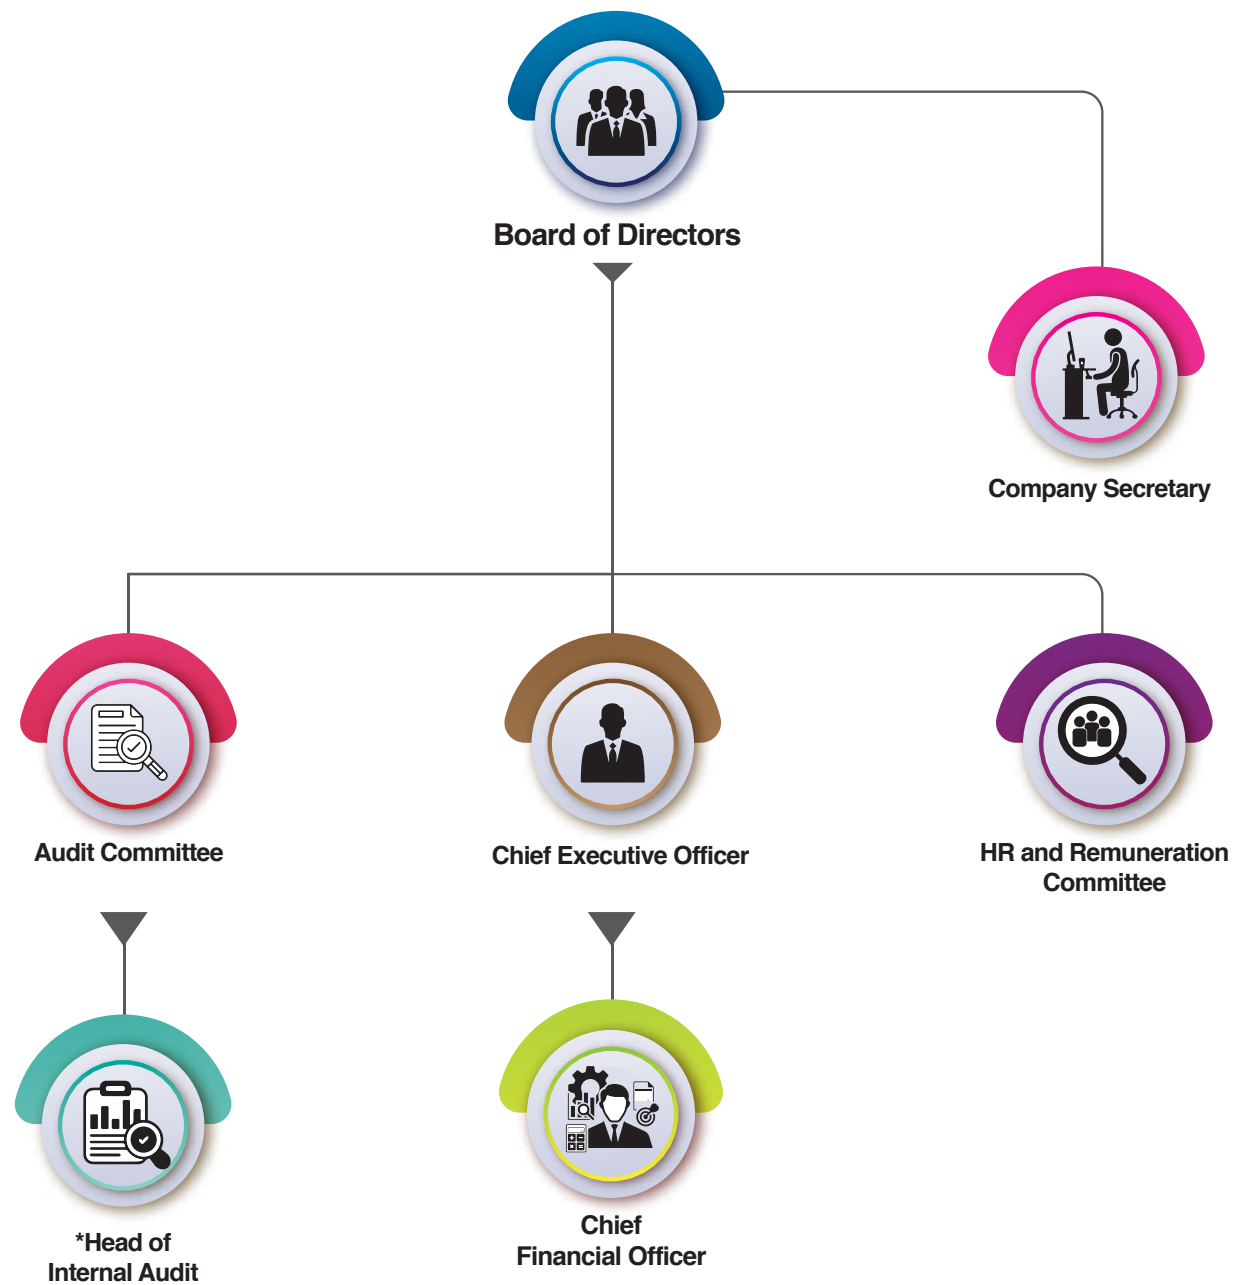 Board of Directors
Company Secretary
Audit Committee
Chief Executive Officer
HR and Remuneration
Committee
*Head of
Internal Audit
Chief
Financial Officer